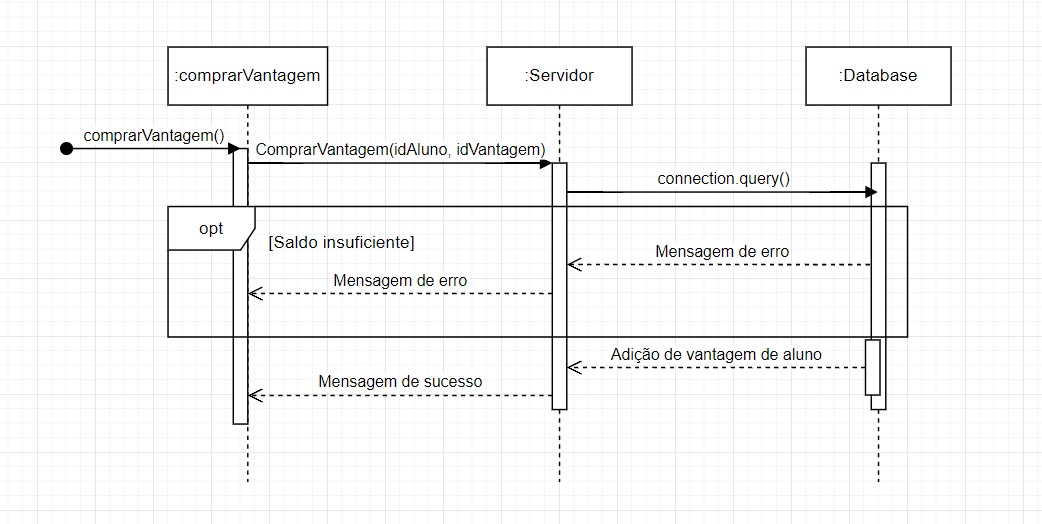 :comprarVantagem
:Servidor
:Database
comprarVantagem()
ComprarVantagem(idAluno, idVantagem)
connection.query()
opt
[Saldo insuficiente]
Mensagem de erro
Mensagem de erro
Adição de vantagem de aluno
Mensagem de sucesso